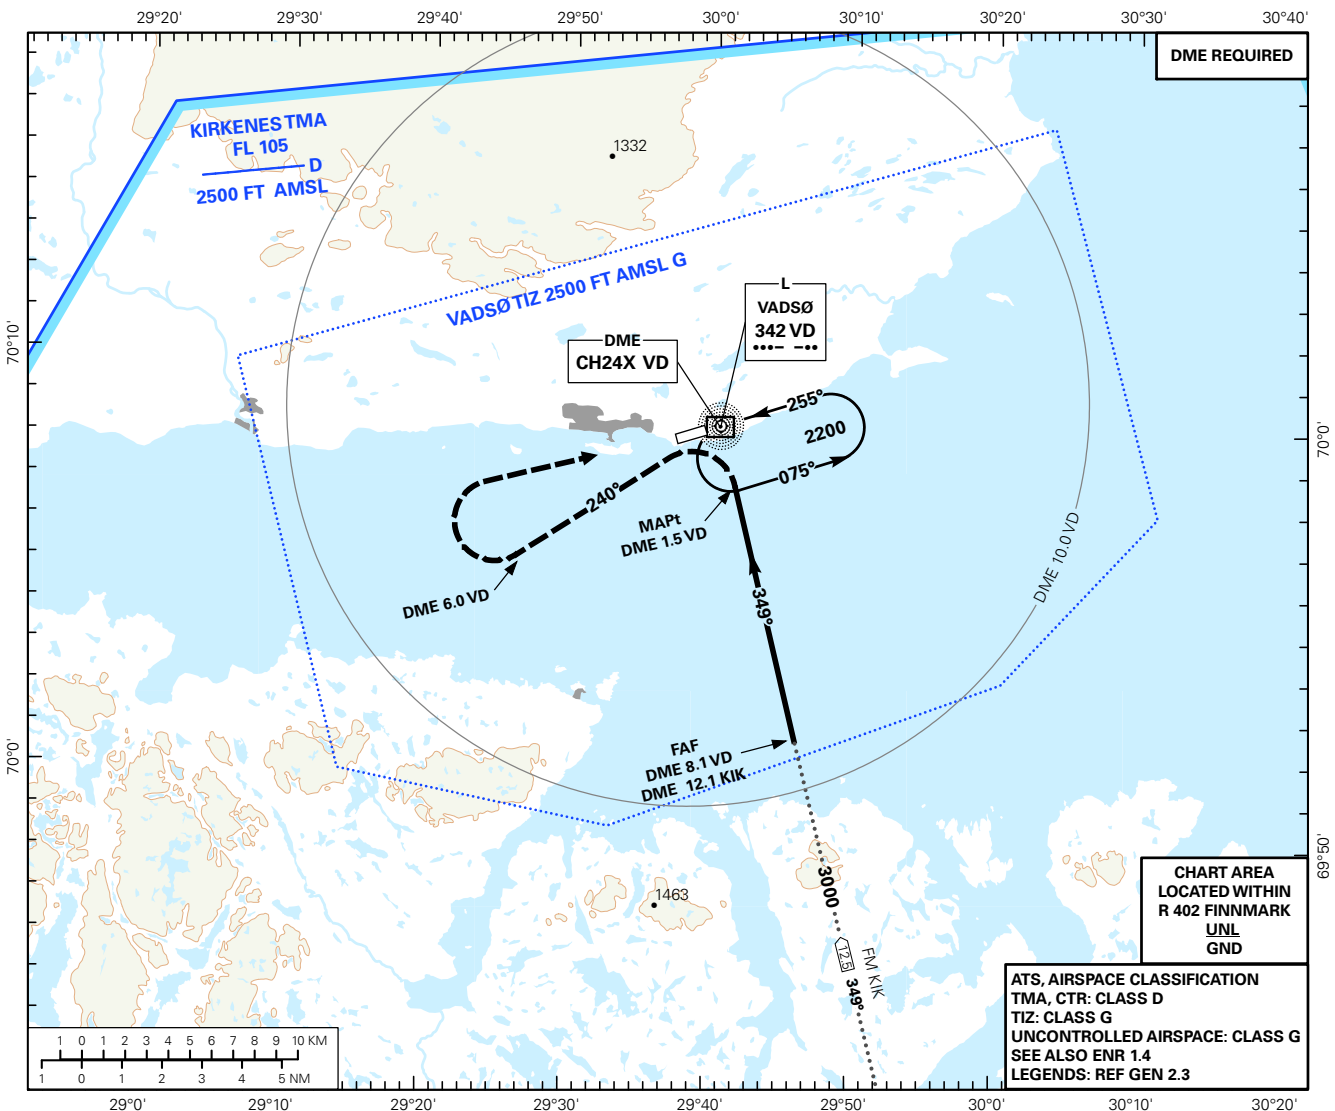 29°20'
29°30'
29°40'
29°50'
30°0'
30°10'
30°20'
30°30'
30°40'
DME REQUIRED
KIRKENES TMA
FL 105
D
2500 FT AMSL
1332
VADSØ TIZ 2500 FT AMSL G
L
VADSØ
342 VD
DME
CH24X VD
70°10'
70°0'
255°
2200
075°
240°
MAPt
DME 1.5 VD
DME 6.0 VD
349°
DME 10.0 VD
FAF
DME 8.1 VD
DME 12.1 KIK
70°0'
69°50'
3000
1463
12.5
FM KIK
349°
CHART AREA
LOCATED WITHIN
R 402 FINNMARK
UNL
GND
ATS, AIRSPACE CLASSIFICATION
TMA, CTR: CLASS D
TIZ: CLASS G
UNCONTROLLED AIRSPACE: CLASS G
SEE ALSO ENR 1.4
LEGENDS: REF GEN 2.3
1 0 1 2 3 4 5 6 7 8 9 10 KM
1 0 1 2 3 4 5 NM
29°0'
29°10'
29°20'
29°30'
29°40'
29°50'
30°0'
30°10'